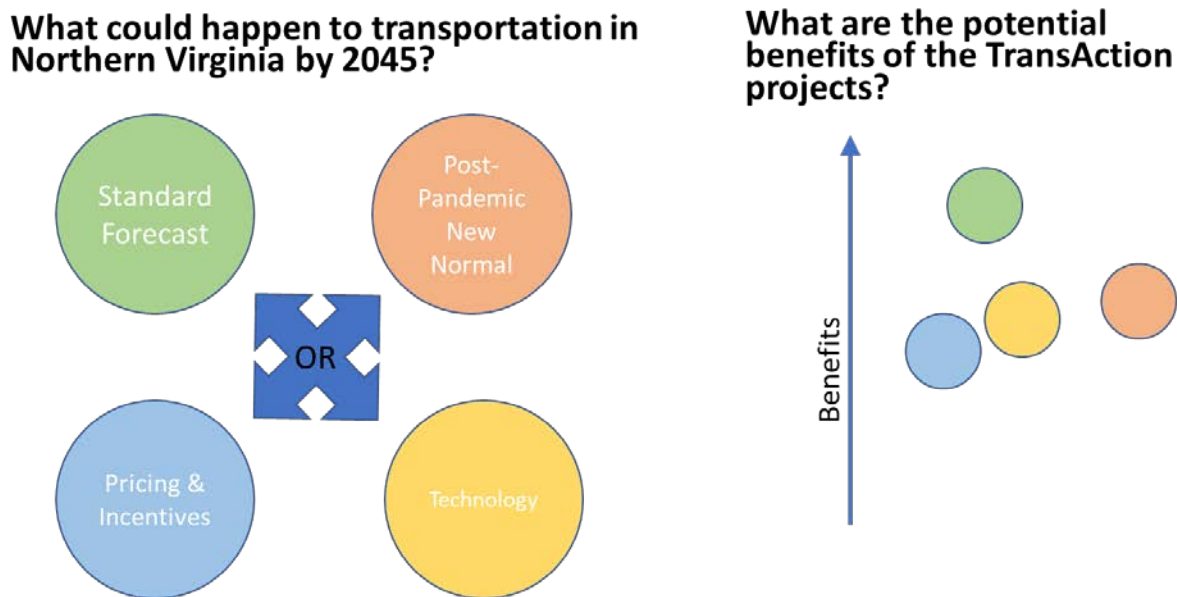 What could happen to transportation in
Northern Virginia by 2045?
Standard
Forecast
Post-
Pandemic
New
Normal
OR
Pricing &
Incentives
Technology
What are the potential
benefits of the TransAction
projects?
Benefits